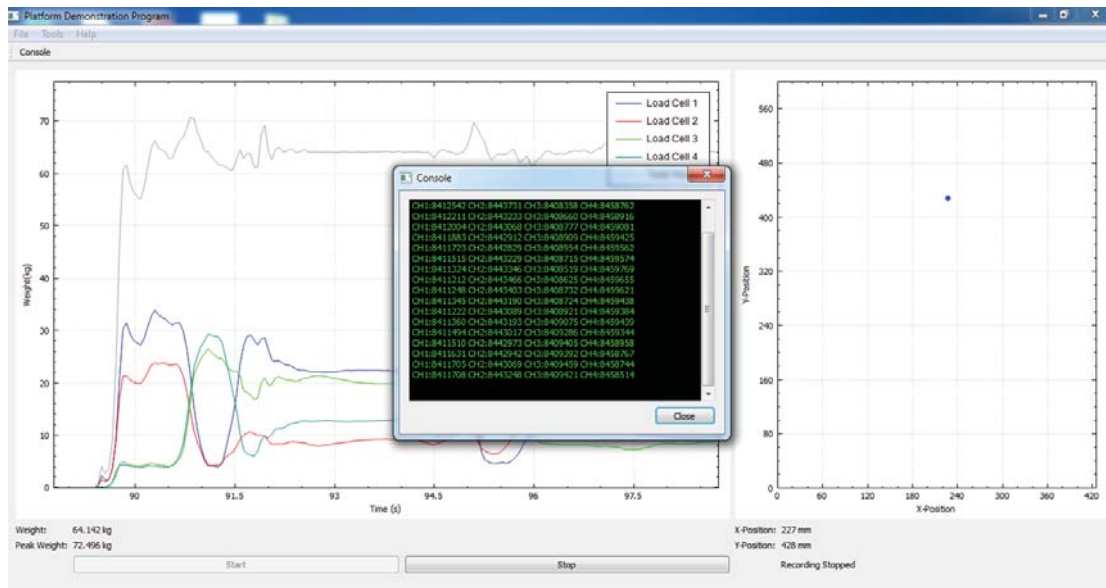 Platform Demonstration Program
File Tools Help
Console
70
60
50
40
30
20
10
0
Weight(kg)
90 91.5 93 94.5 96 97.5
Time (s)
Load Cell 1
Load Cell 2
Load Cell 3
Load Cell 4
Console
CH1:8412542 CH2:8443731 CH3:8408358 CH4:8458762
CH1:8412211 CH2:8443233 CH3:8408660 CH4:8458916
CH1:8412004 CH2:8443068 CH3:8408777 CH4:8459081
CH1:8411883 CH2:8442912 CH3:8408909 CH4:8459425
CH1:8411723 CH2:8442829 CH3:8408954 CH4:8459562
CH1:8411515 CH2:8443229 CH3:8408715 CH4:8459574
CH1:8411324 CH2:8443346 CH3:8408519 CH4:8459769
CH1:8411212 CH2:8443466 CH3:8408625 CH4:8459655
CH1:8411248 CH2:8443403 CH3:8408732 CH4:8459621
CH1:8411345 CH2:8443190 CH3:8408724 CH4:8459438
CH1:8411222 CH2:8443089 CH3:8408921 CH4:8459384
CH1:8411360 CH2:8443193 CH3:8409075 CH4:8459439
CH1:8411494 CH2:8443017 CH3:8409286 CH4:8459344
CH1:8411510 CH2:8442973 CH3:8409405 CH4:8458958
CH1:8411631 CH2:8442942 CH3:8409392 CH4:8458767
CH1:8411705 CH2:8443069 CH3:8409459 CH4:8458744
CH1:8411708 CH2:8443248 CH3:8409421 CH4:8458514
Close
560
480
400
320
240
160
80
0
Y-Position
0 60 120 180 240 300 360 420
X-Position
Weight: 64.142 kg
Peak Weight: 72.496 kg
Start
Stop
X-Position: 227 mm
Y-Position: 428 mm
Recording Stopped